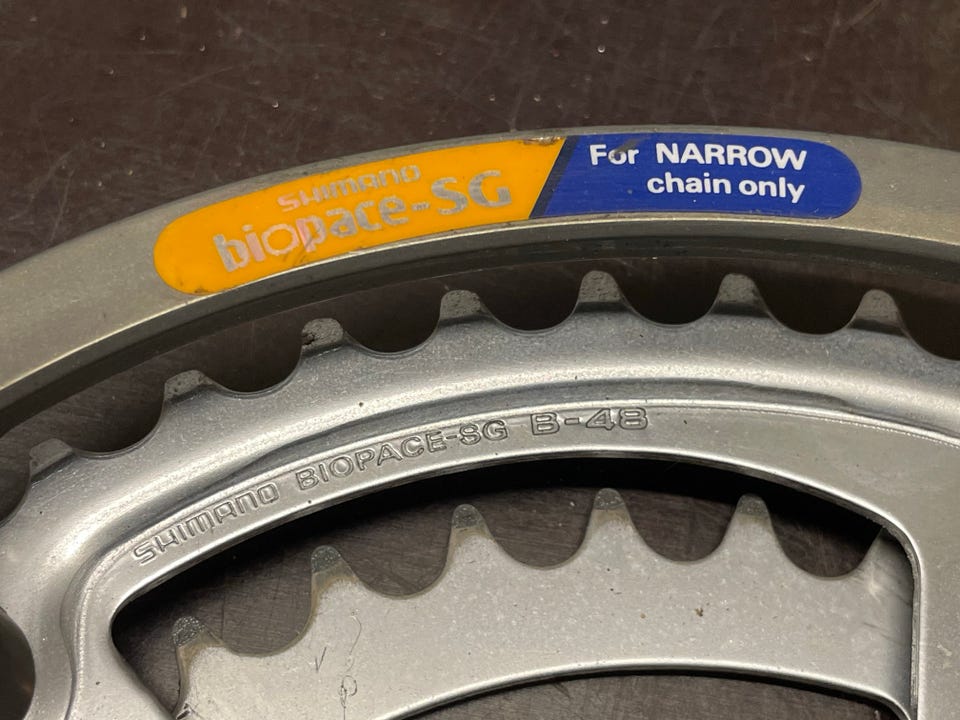 SHIMANO
biopace-SG
For NARROW
chain only
SHIMANO BIOPACE-SG B-48